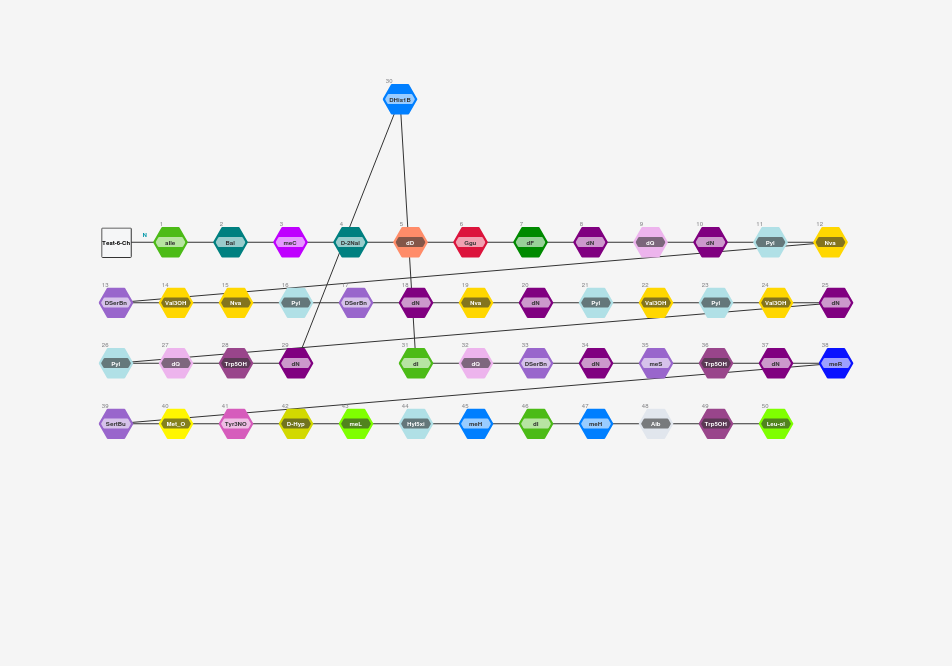 30
DHistB
Test-6-Ch N 1 2 3 4 5 6 7 8 9 10 11 12
aIle Bal meC D-2Nal dD Ggu dF dN dQ dN Pyl Nva
13 14 15 16 17 18 19 20 21 22 23 24 25
DSerBn Val3OH Nva Pyl DSerBn dN Nva dN Pyl Val3OH Pyl Val3OH dN
26 27 28 29 31 32 33 34 35 36 37 38
Pyl dQ Trp5OH dN dI dQ DSerBn dN meS Trp5OH dN meR
39 40 41 42 43 44 45 46 47 48 49 50
SertBu Met_O Tyr3NO D-Hyp meL meH dI meH Aib Trp5OH Leu-ol